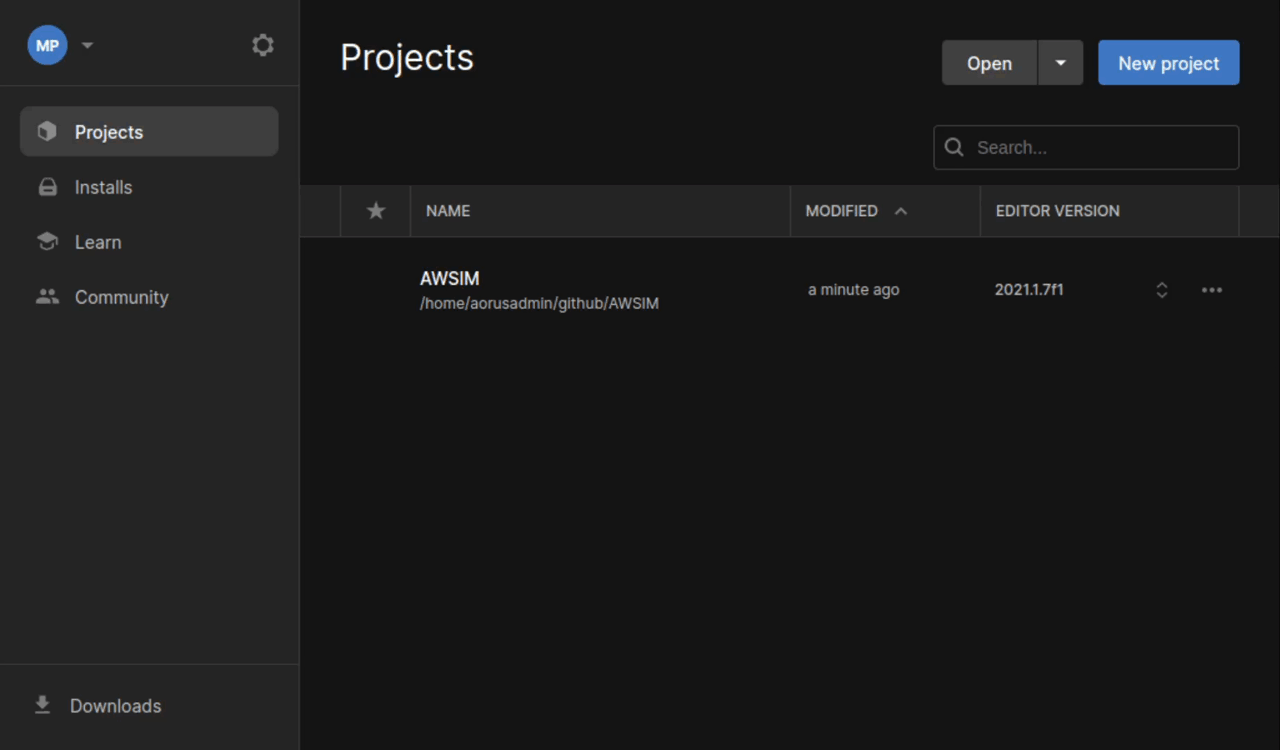 MP
Projects
Installs
Learn
Community
Downloads
Projects
Open
New project
Search...
NAME
MODIFIED
EDITOR VERSION
AWSIM
/home/aorusadmin/github/AWSIM
a minute ago
2021.1.7f1